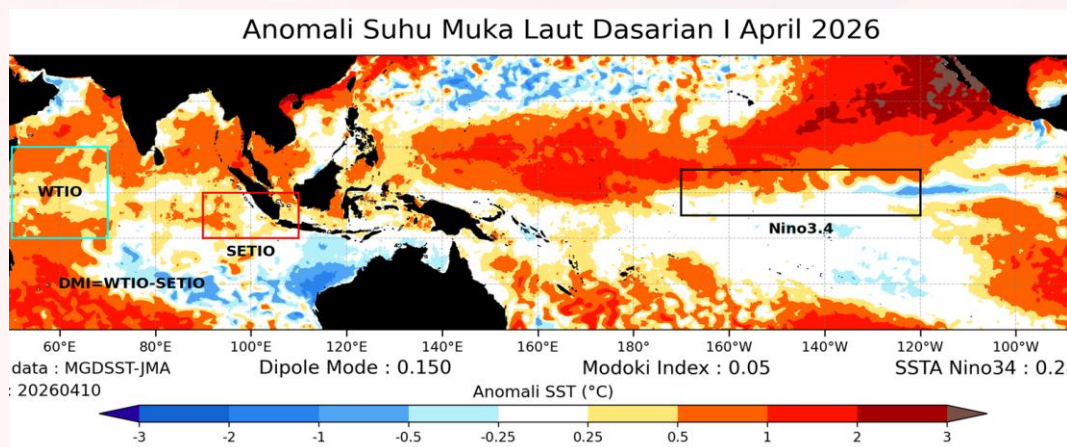 Anomali Suhu Muka Laut Dasarian I April 2026
WTIO
SETIO
Nino3.4
DMI=WTIO-SETIO
60°E 80°E 100°E 120°E 140°E 160°E 180° 160°W 140°W 120°W 100°W
data : MGDSST-JMA Dipole Mode : 0.150 Modoki Index : 0.05 SSTA Nino34 :
: 20260410
Anomali SST (°C)
-3 -2 -1 -0.5 -0.25 0.25 0.5 1 2 3